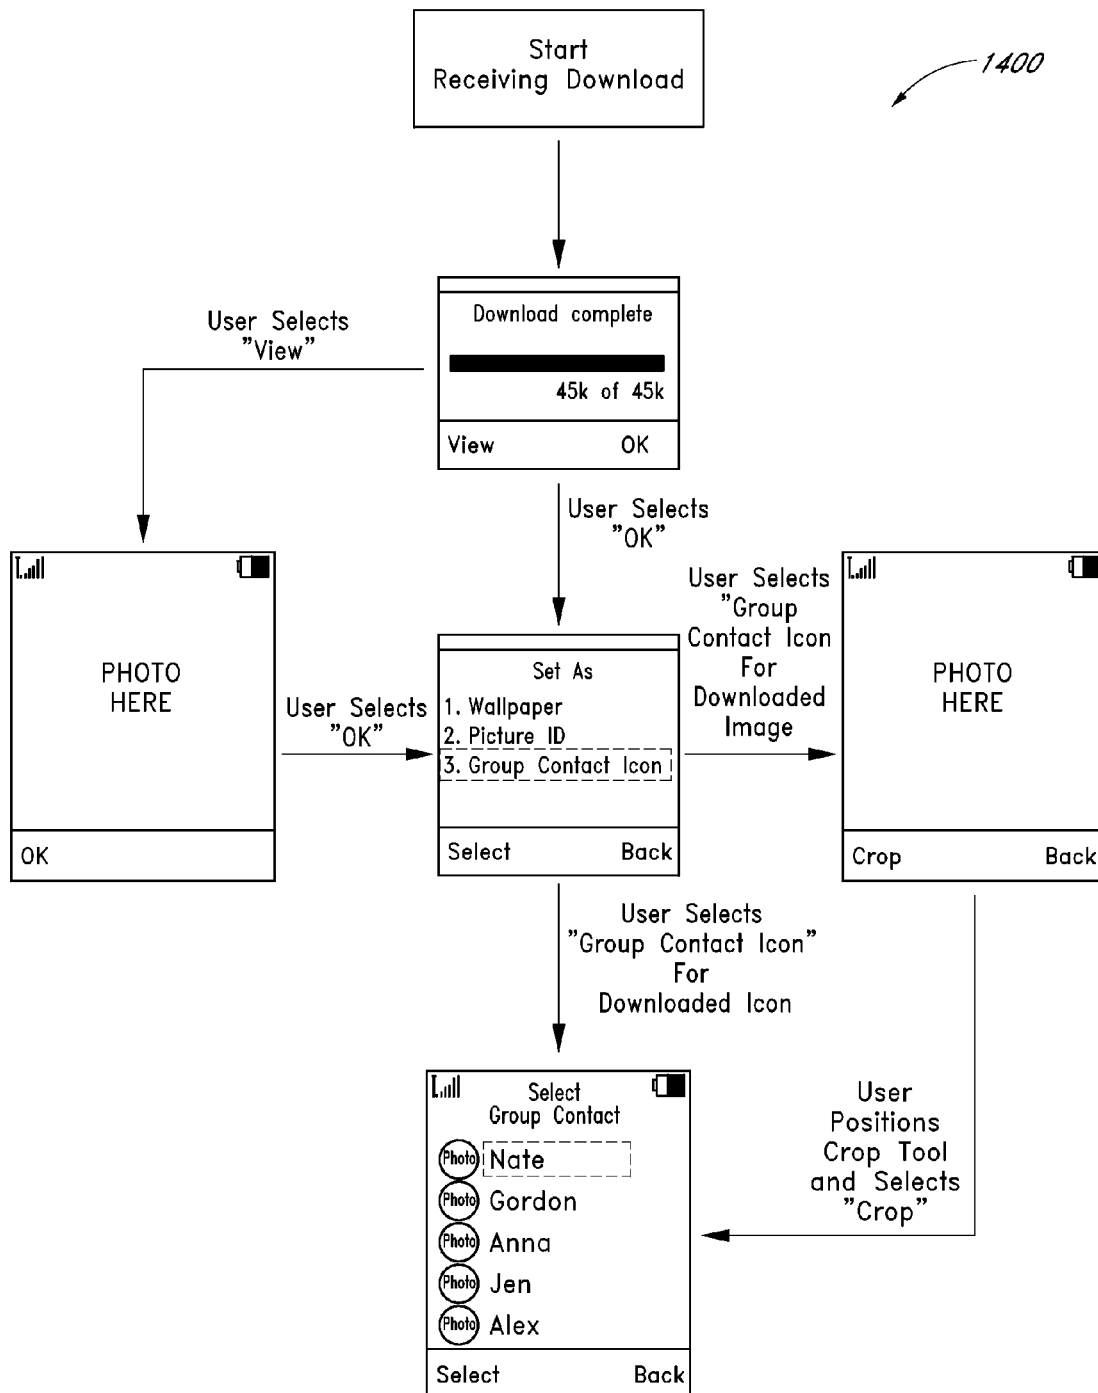 Start
Receiving Download
1400
Download complete
45k of 45k
View OK
User Selects
"View"
User Selects
"OK"
PHOTO
HERE
OK
User Selects
"OK"
Set As
1. Wallpaper
2. Picture ID
3. Group Contact Icon
Select Back
User Selects
"Group
Contact Icon
For
Downloaded
Image
PHOTO
HERE
Crop Back
User Selects
"Group Contact Icon"
For
Downloaded Icon
User
Positions
Crop Tool
and Selects
"Crop"
Select
Group Contact
Photo Nate
Photo Gordon
Photo Anna
Photo Jen
Photo Alex
Select Back